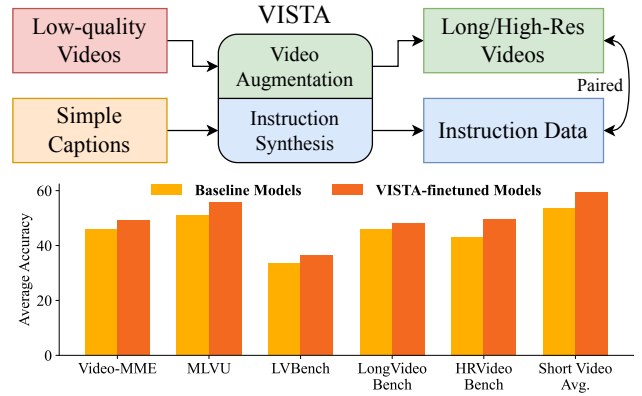 VISTA
Low-quality
Videos
Video
Augmentation
Long/High-Res
Videos
Paired
Simple
Captions
Instruction
Synthesis
Instruction Data
Baseline Models
VISTA-finetuned Models
Average Accuracy
60
40
20
0
Video-MME
MLVU
LVBench
LongVideo
Bench
HRVideo
Bench
Short Video
Avg.